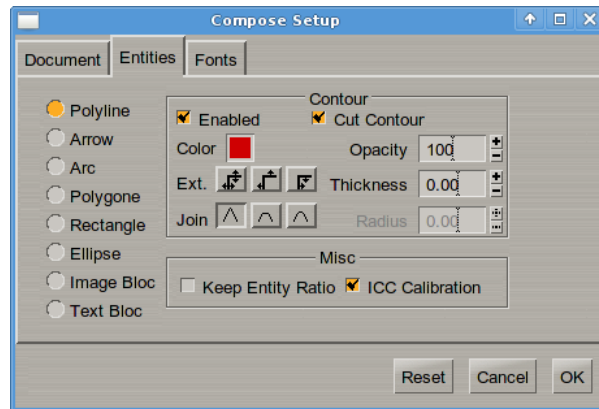 Compose Setup
Document Entities Fonts
Polyline
Arrow
Arc
Polygone
Rectangle
Ellipse
Image Bloc
Text Bloc
Contour
Enabled Cut Contour
Color Opacity 100
Ext. Thickness 0.00
Join Radius 0.00
Misc
Keep Entity Ratio ICC Calibration
Reset Cancel OK